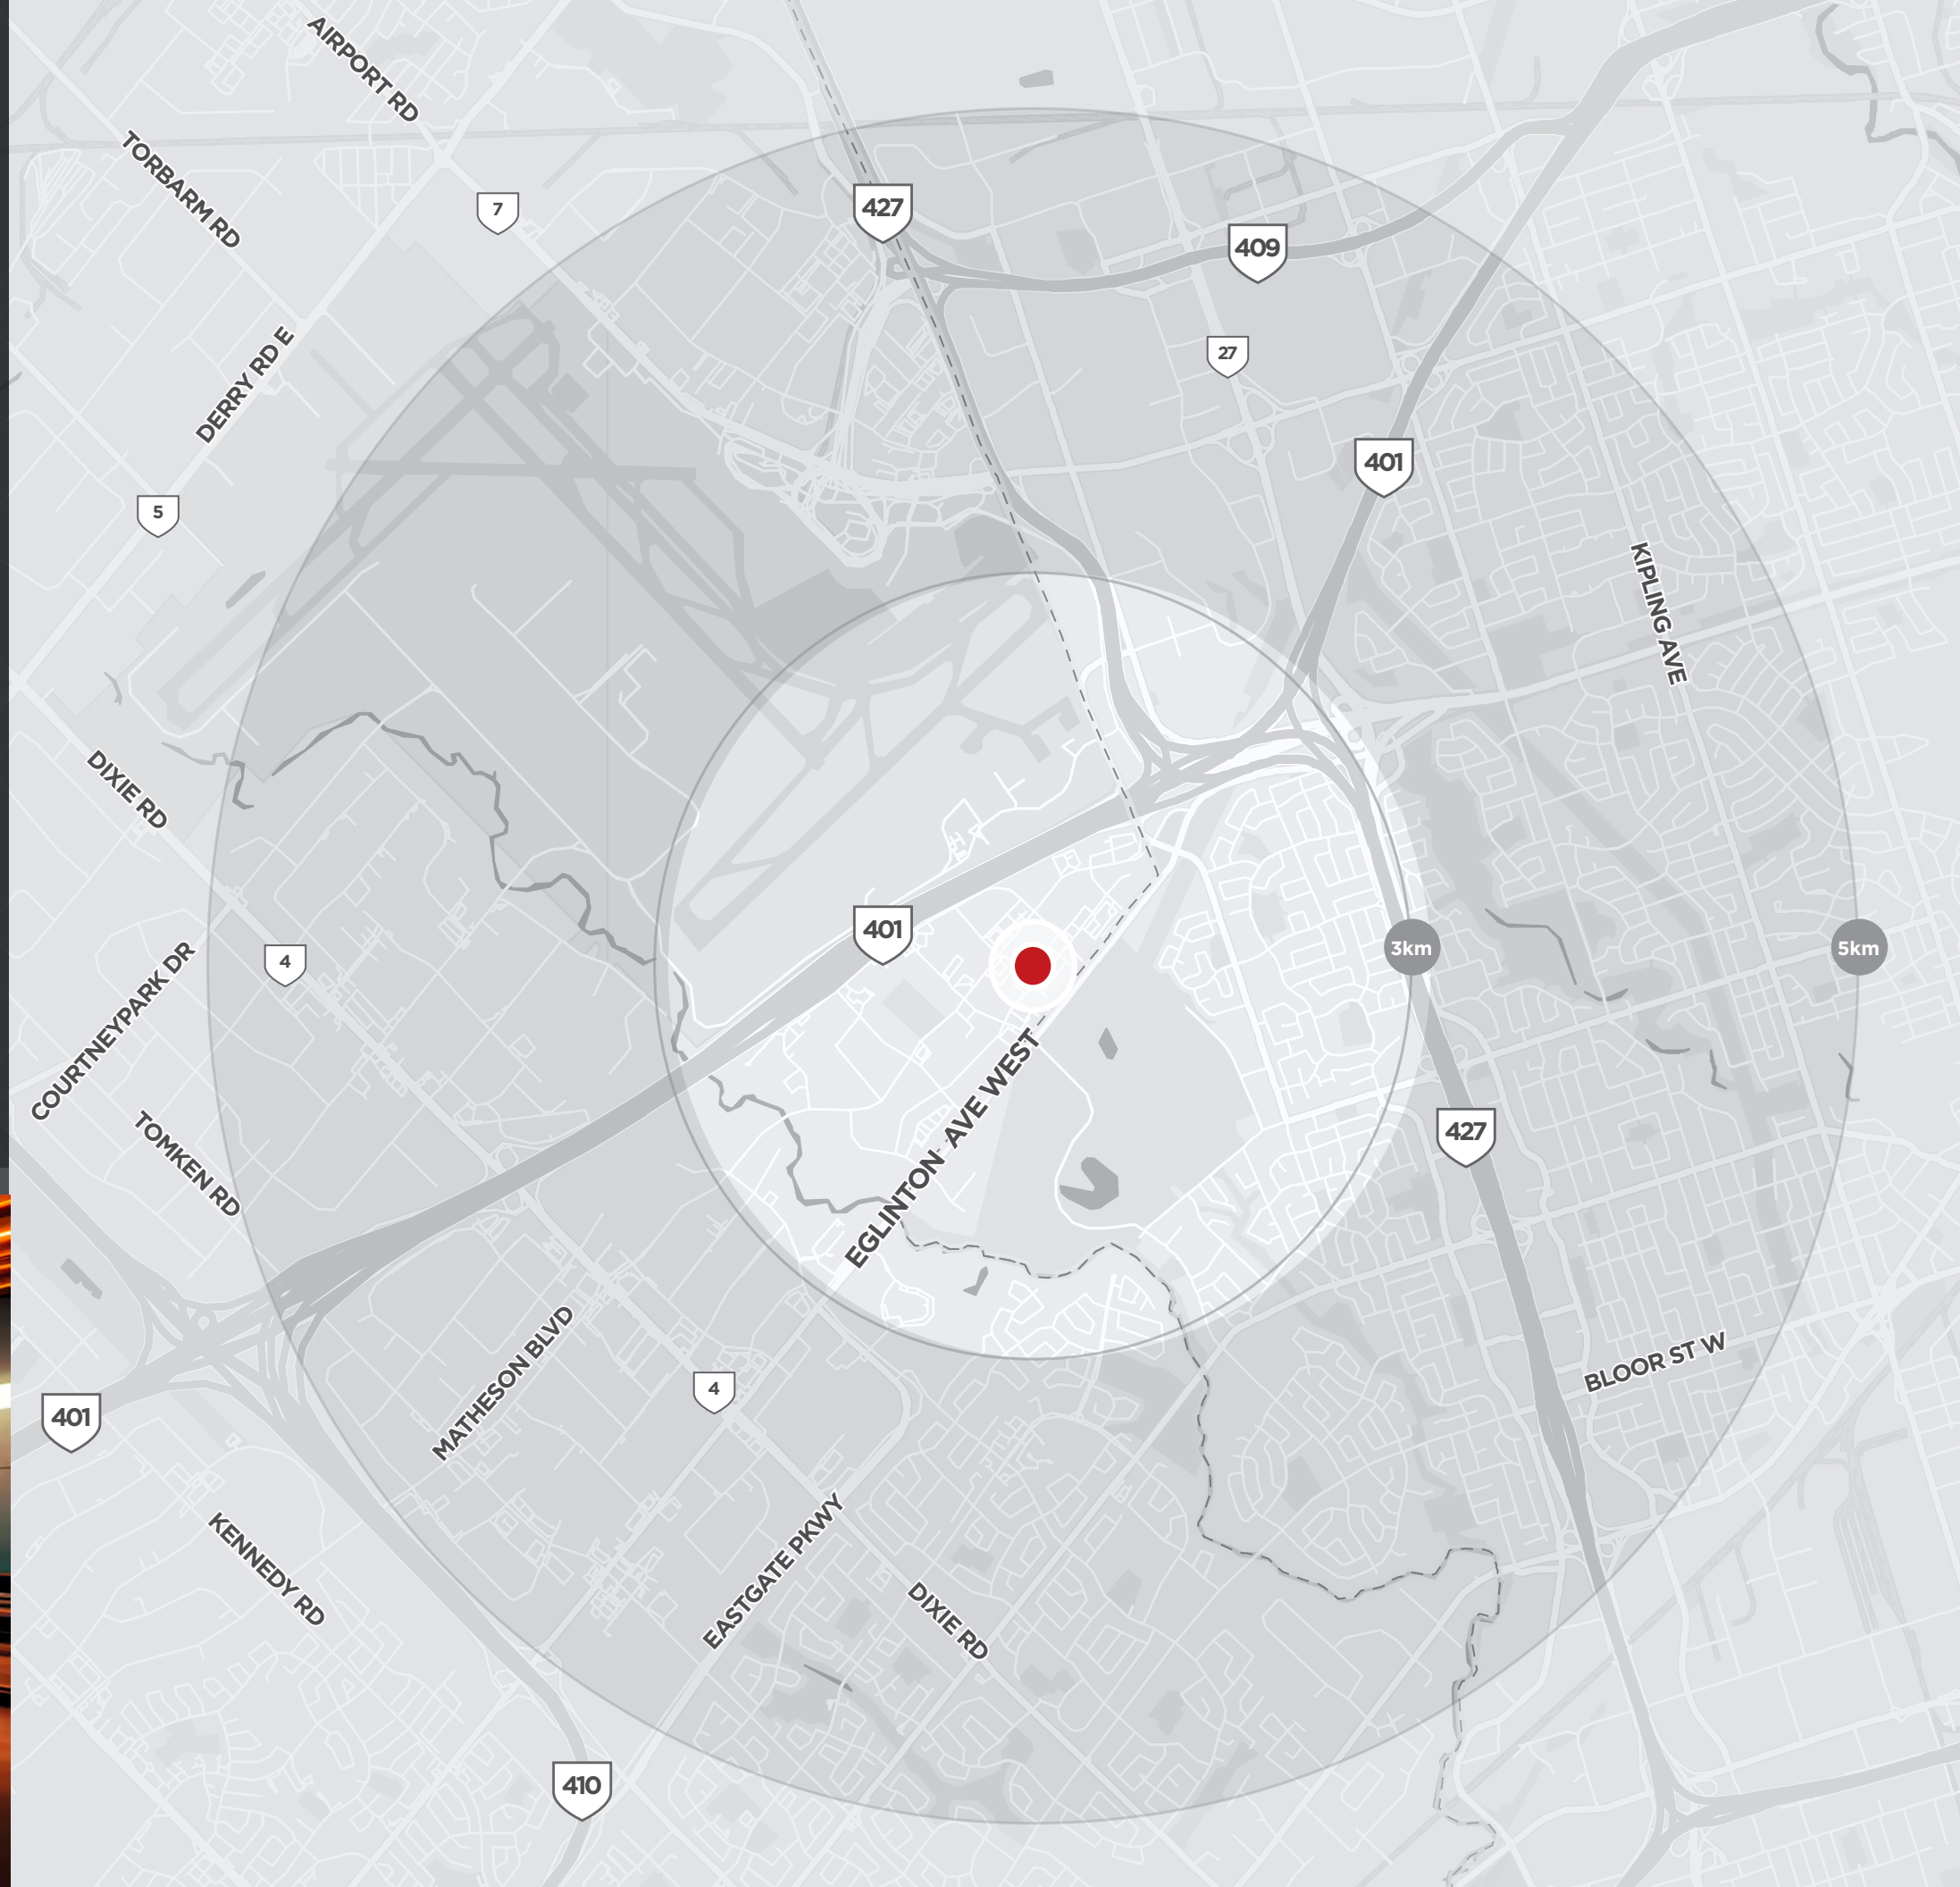 AIRPORT RD
TORBARM RD
7
427
409
DERRY RD E
27
401
5
KIPLING AVE
DIXIE RD
401
3km
5km
COURTNEYPARK DR
4
EGLINTON AVE WEST
427
TOMKEN RD
MATHESON BLVD
BLOOR ST W
4
401
EASTGATE PKWY
KENNEDY RD
DIXIE RD
410